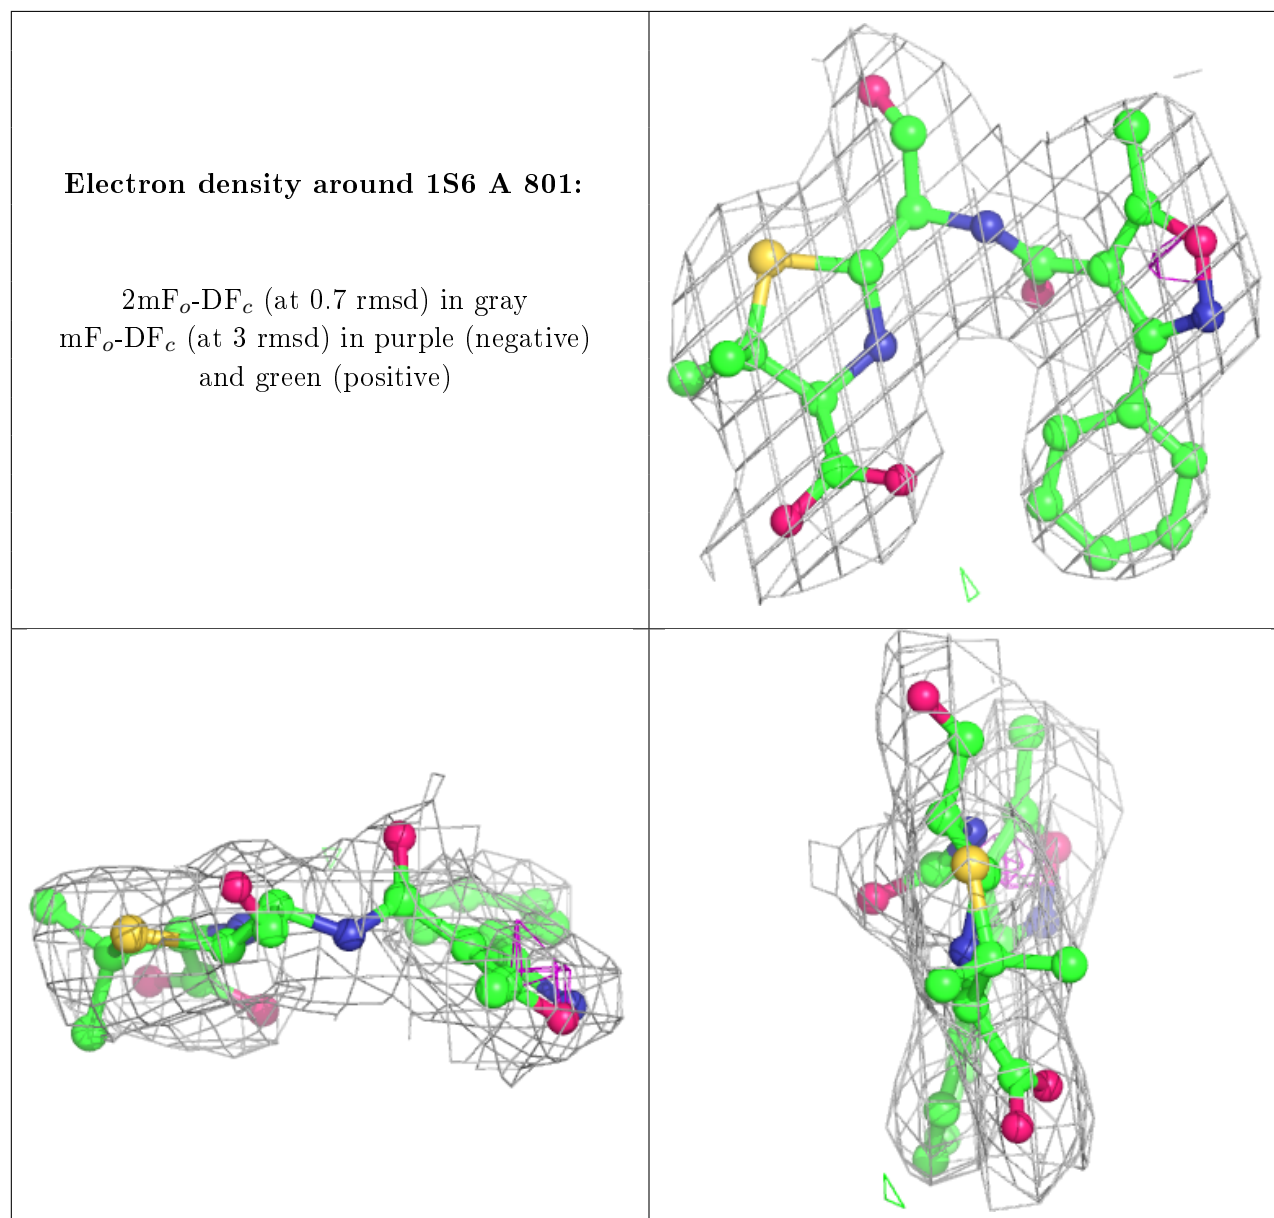 Electron density around 1S6 A 801:
2mFo-DFc (at 0.7 rmsd) in gray
mFo-DFc (at 3 rmsd) in purple (negative)
and green (positive)